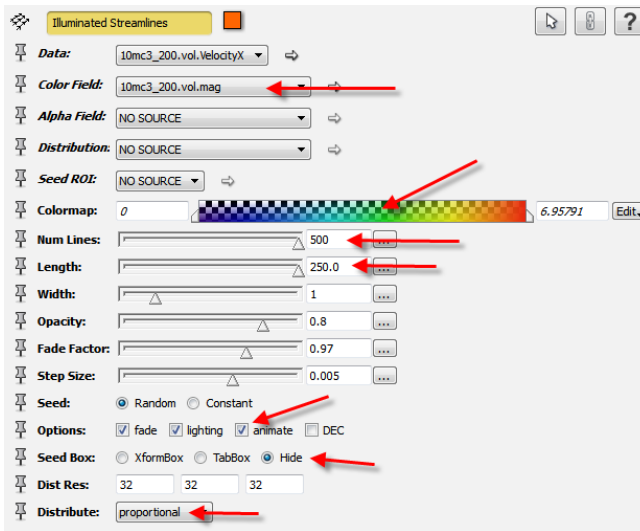 Illuminated Streamlines ?
Data: 10mc3_200.vol.VelocityX
Color Field: 10mc3_200.vol.mag
Alpha Field: NO SOURCE
Distribution: NO SOURCE
Seed ROI: NO SOURCE
Colormap: 0 6.95791 Edit
Num Lines: 500 ...
Length: 250.0 ...
Width: 1 ...
Opacity: 0.8 ...
Fade Factor: 0.97 ...
Step Size: 0.005 ...
Seed: Random Constant
Options: fade lighting animate DEC
Seed Box: XformBox TabBox Hide
Dist Res: 32 32 32
Distribute: proportional